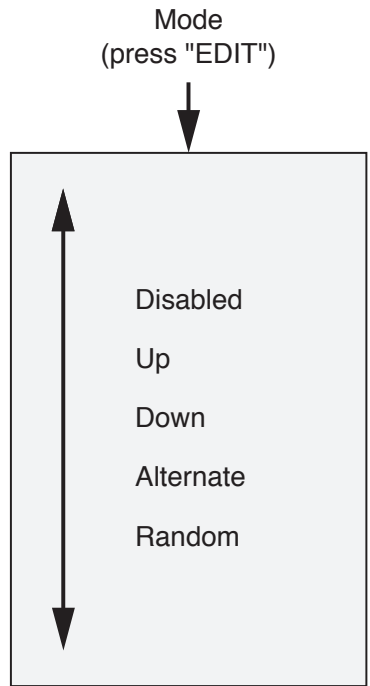 Mode
(press "EDIT")
Disabled
Up
Down
Alternate
Random